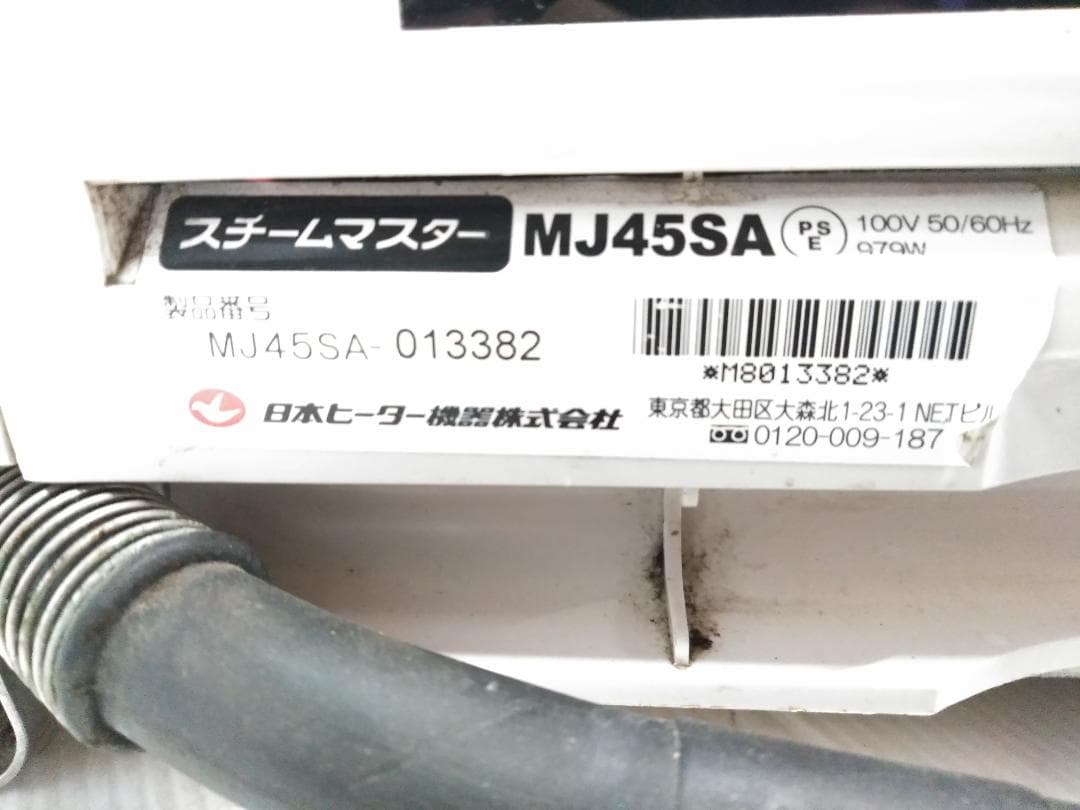 スチームマスター MJ45SA PSE 100V 50/60Hz
979W
製品番号
MJ45SA-013382
*M8013382*
日本ヒーター機器株式会社
東京都大田区大森北1-23-1 NETビル
0120-009-187